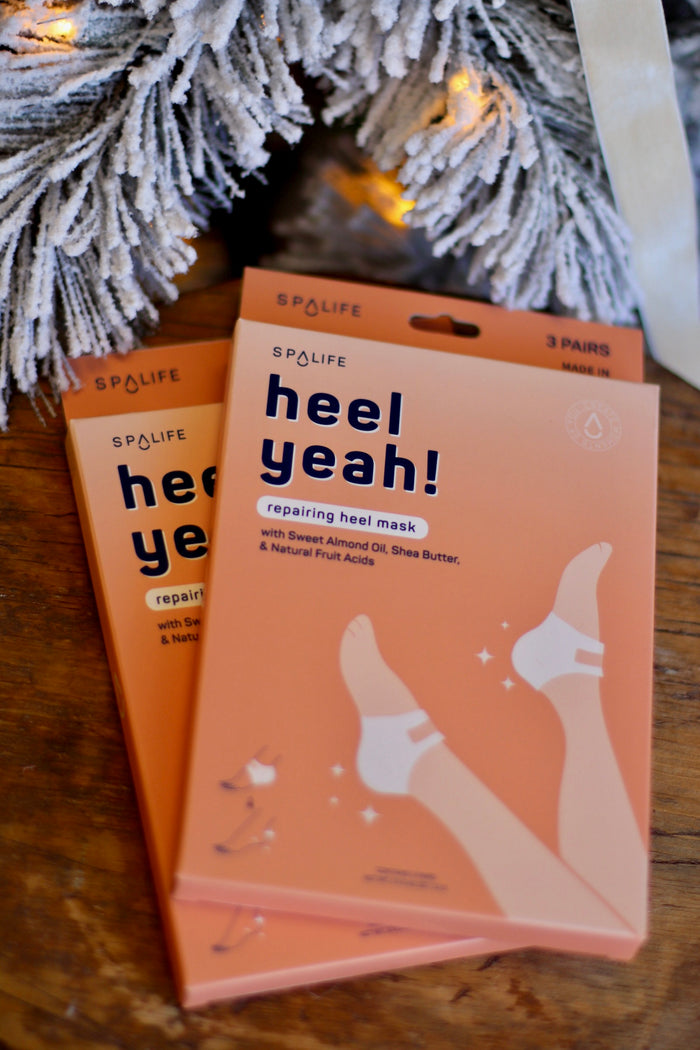 SPALIFE
3 PAIRS
MADE IN
SPALIFE
heel
yeah!
repairing heel mask
with Sweet Almond Oil, Shea Butter,
& Natural Fruit Acids
SPALIFE
SPALIFE
hee
ye
repairi
with Sw
& Natu